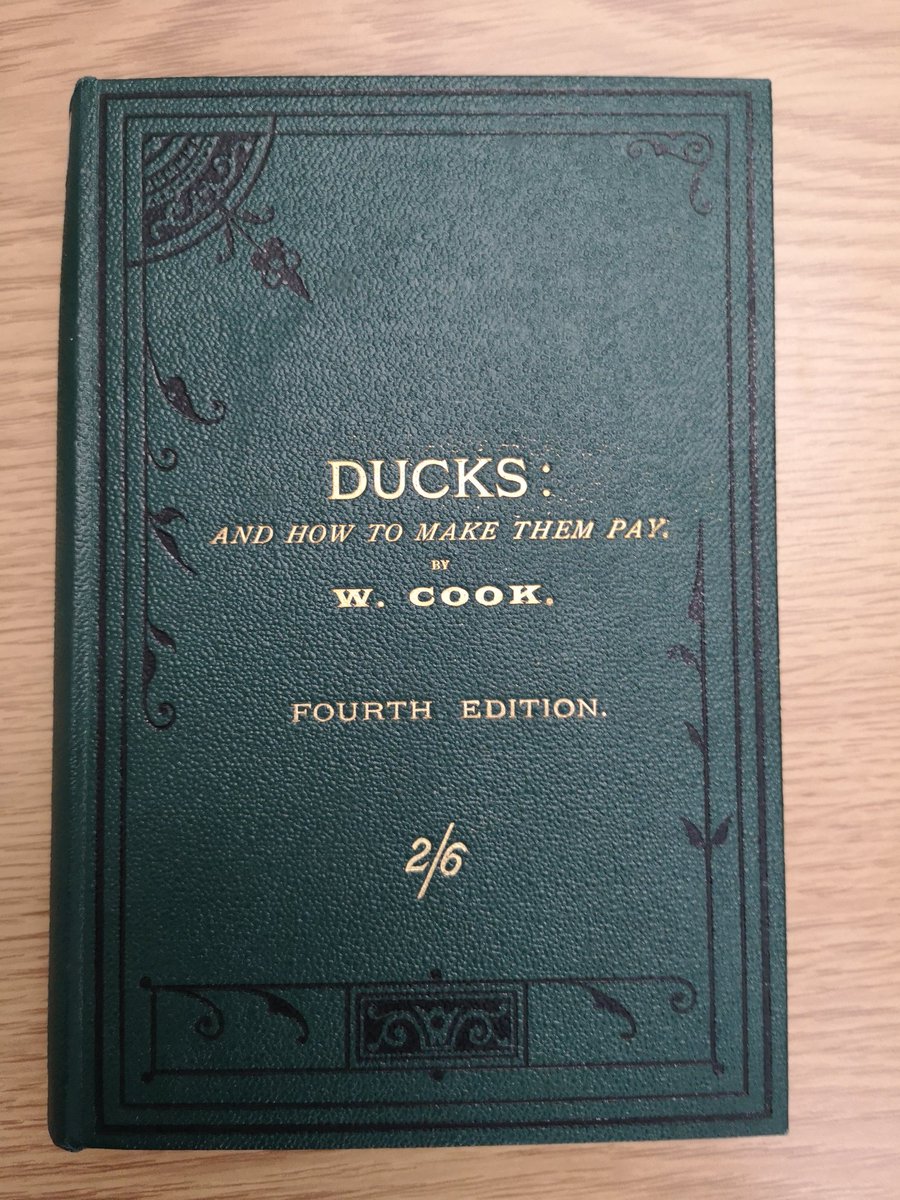 DUCKS:
AND HOW TO MAKE THEM PAY.
BY
W. COOK.
FOURTH EDITION.
2/6